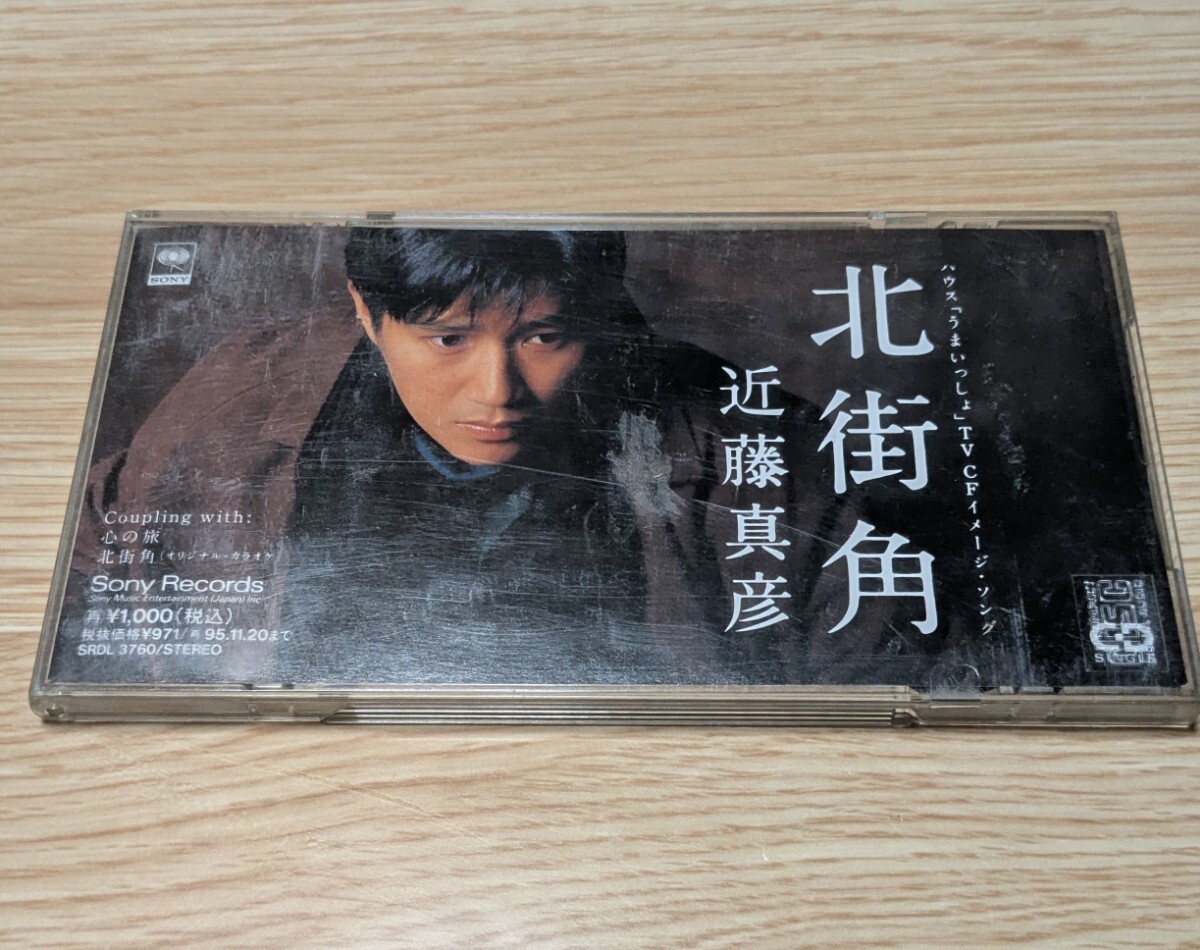 SONY
ハウス「うまいっしょ」TV CFイメージ・ソング
北街角
近藤真彦
Coupling with:
心の旅
北街角(オリジナル・カラオケ
Sony Records
Sony Music Entertainment (Japan) Inc.
再 ¥1,000(税込)
税抜価格¥971/再 95.11.20まで
SRDL 3760/STEREO
SINGLE